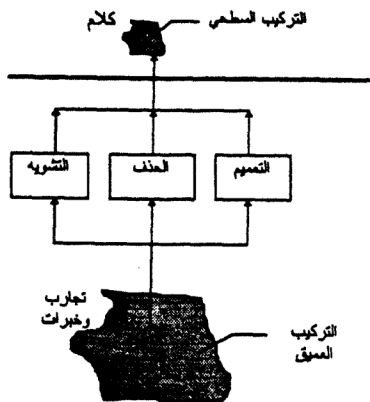 التركيب السطحي كلام
التعميم الحذف التشويه
تجارب
وخبرات
التركيب
العميق